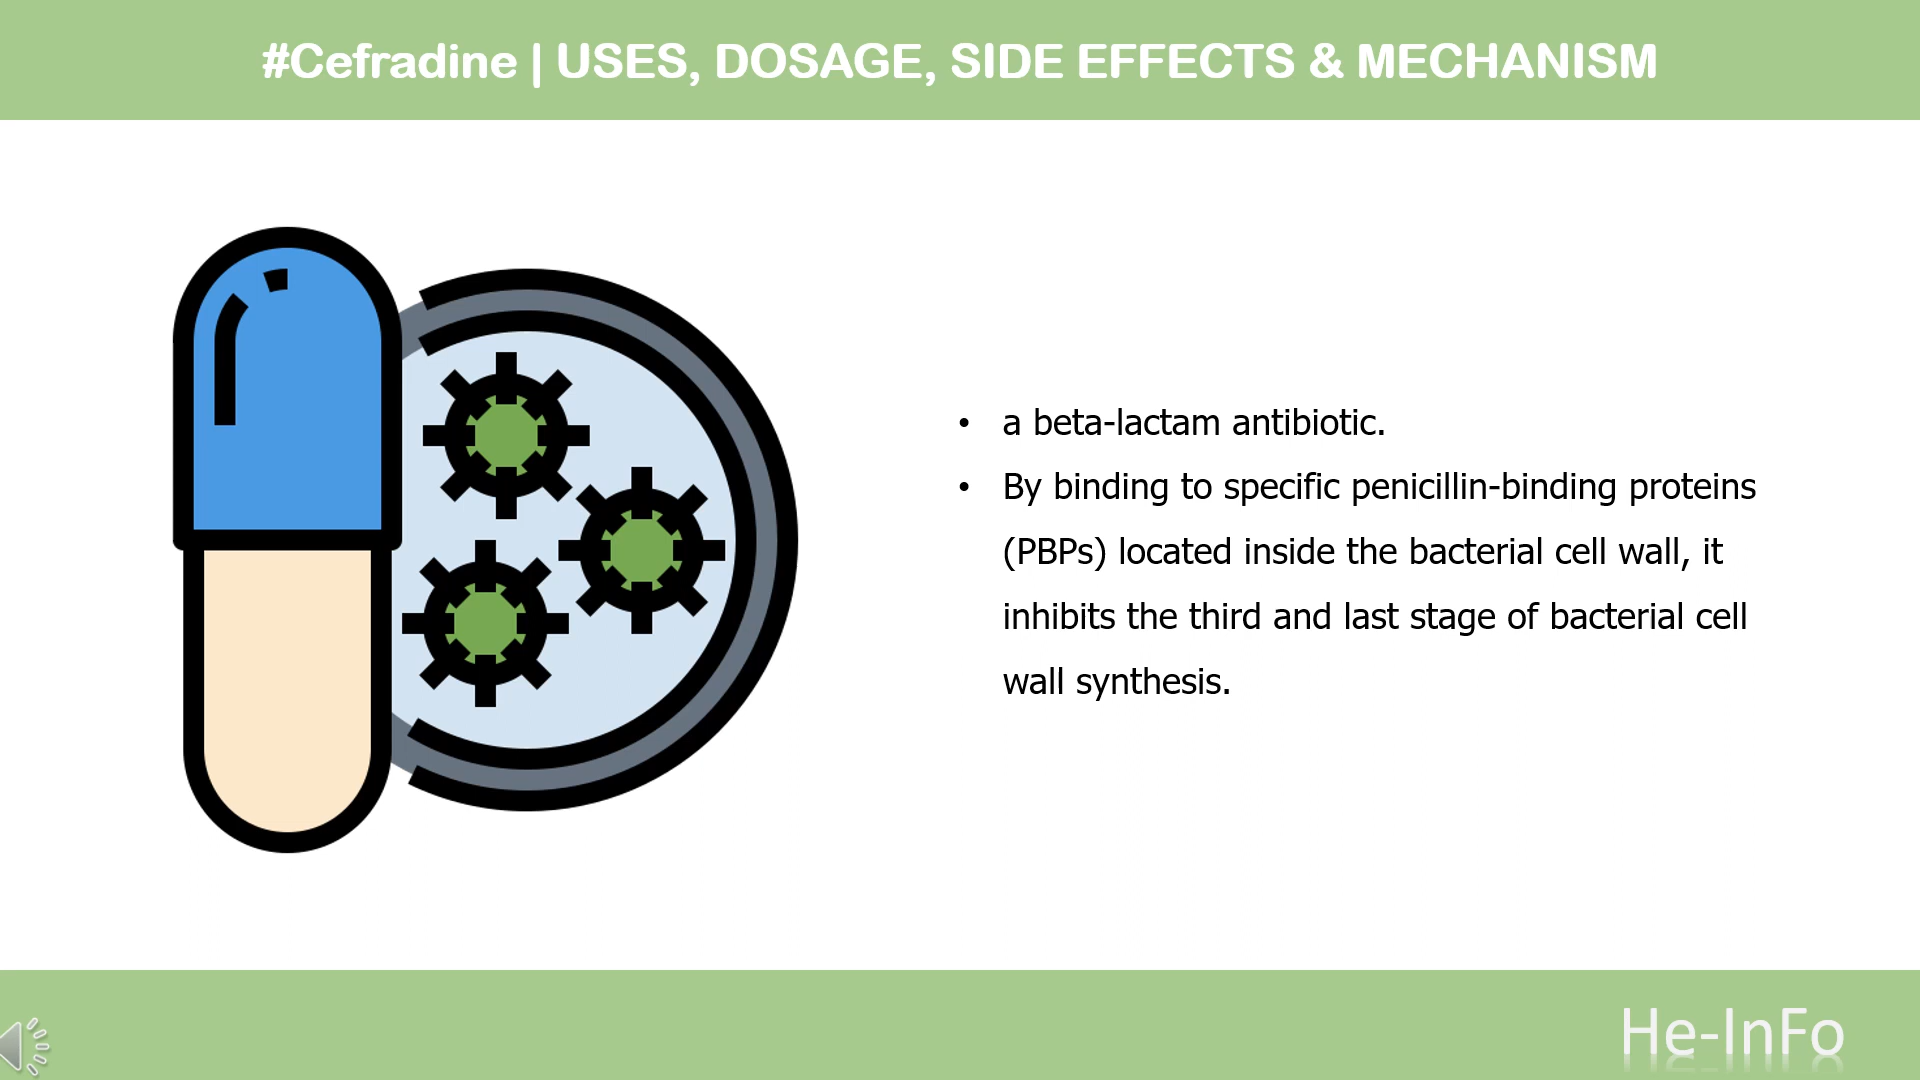 #Cefradine | USES, DOSAGE, SIDE EFFECTS & MECHANISM
• a beta-lactam antibiotic.
• By binding to specific penicillin-binding proteins
(PBPs) located inside the bacterial cell wall, it
inhibits the third and last stage of bacterial cell
wall synthesis.
He-InFo